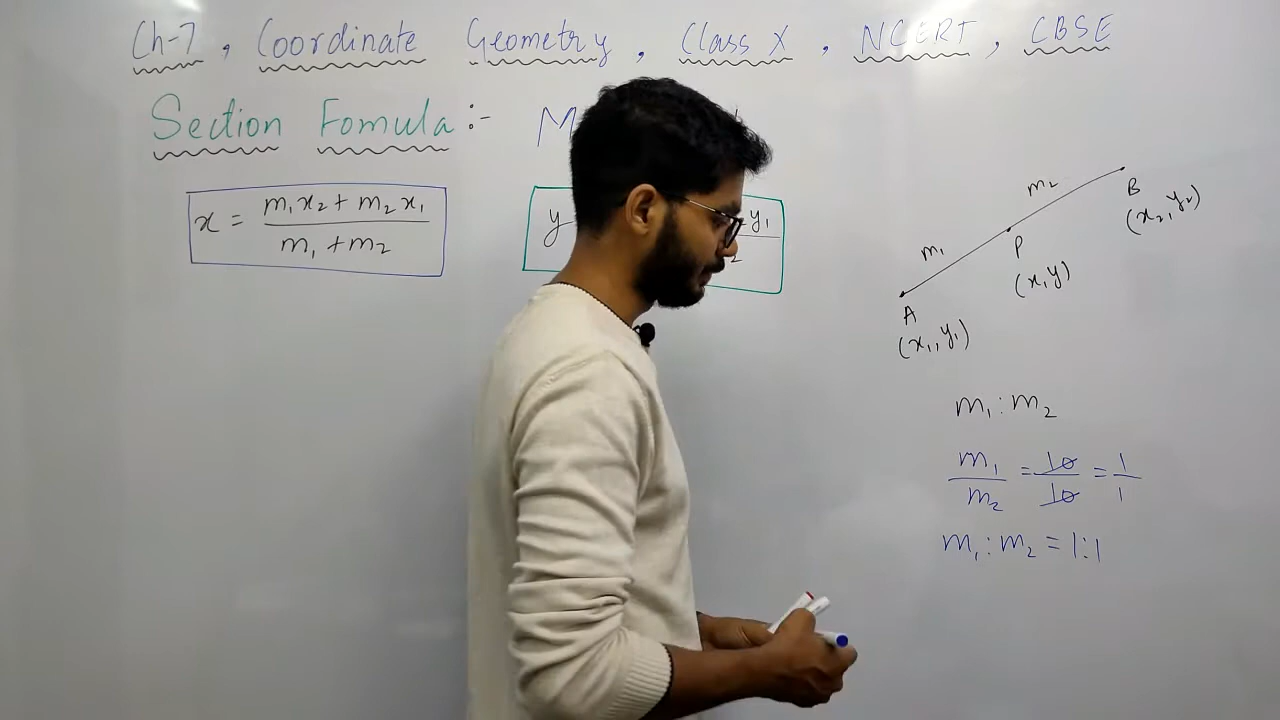 Ch-7, Coordinate Geometry, Class X, NCERT, CBSE
Section Fomula :- M
x = (m₁x₂ + m₂x₁)/(m₁ + m₂)
y y₁ ₂
m₁ m₂
A (x₁, y₁)
P (x, y)
B (x₂, y₂)
m₁ : m₂
m₁/m₂ = 10/10 = 1/1
m₁ : m₂ = 1:1